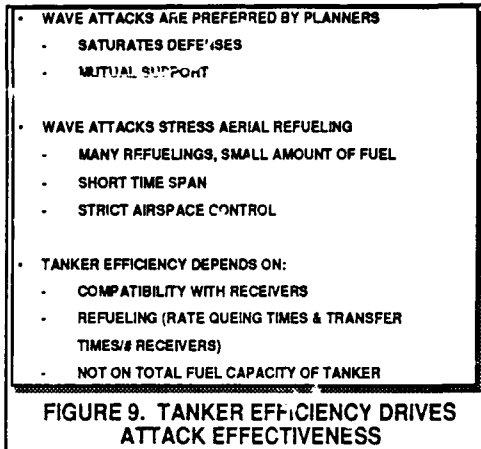 · WAVE ATTACKS ARE PREFERRED BY PLANNERS
- SATURATES DEFENSES
- MUTUAL SUPPORT
· WAVE ATTACKS STRESS AERIAL REFUELING
- MANY REFUELINGS, SMALL AMOUNT OF FUEL
- SHORT TIME SPAN
- STRICT AIRSPACE CONTROL
· TANKER EFFICIENCY DEPENDS ON:
- COMPATIBILITY WITH RECEIVERS
- REFUELING (RATE QUEING TIMES & TRANSFER
TIMES/# RECEIVERS)
- NOT ON TOTAL FUEL CAPACITY OF TANKER
FIGURE 9. TANKER EFFICIENCY DRIVES
ATTACK EFFECTIVENESS